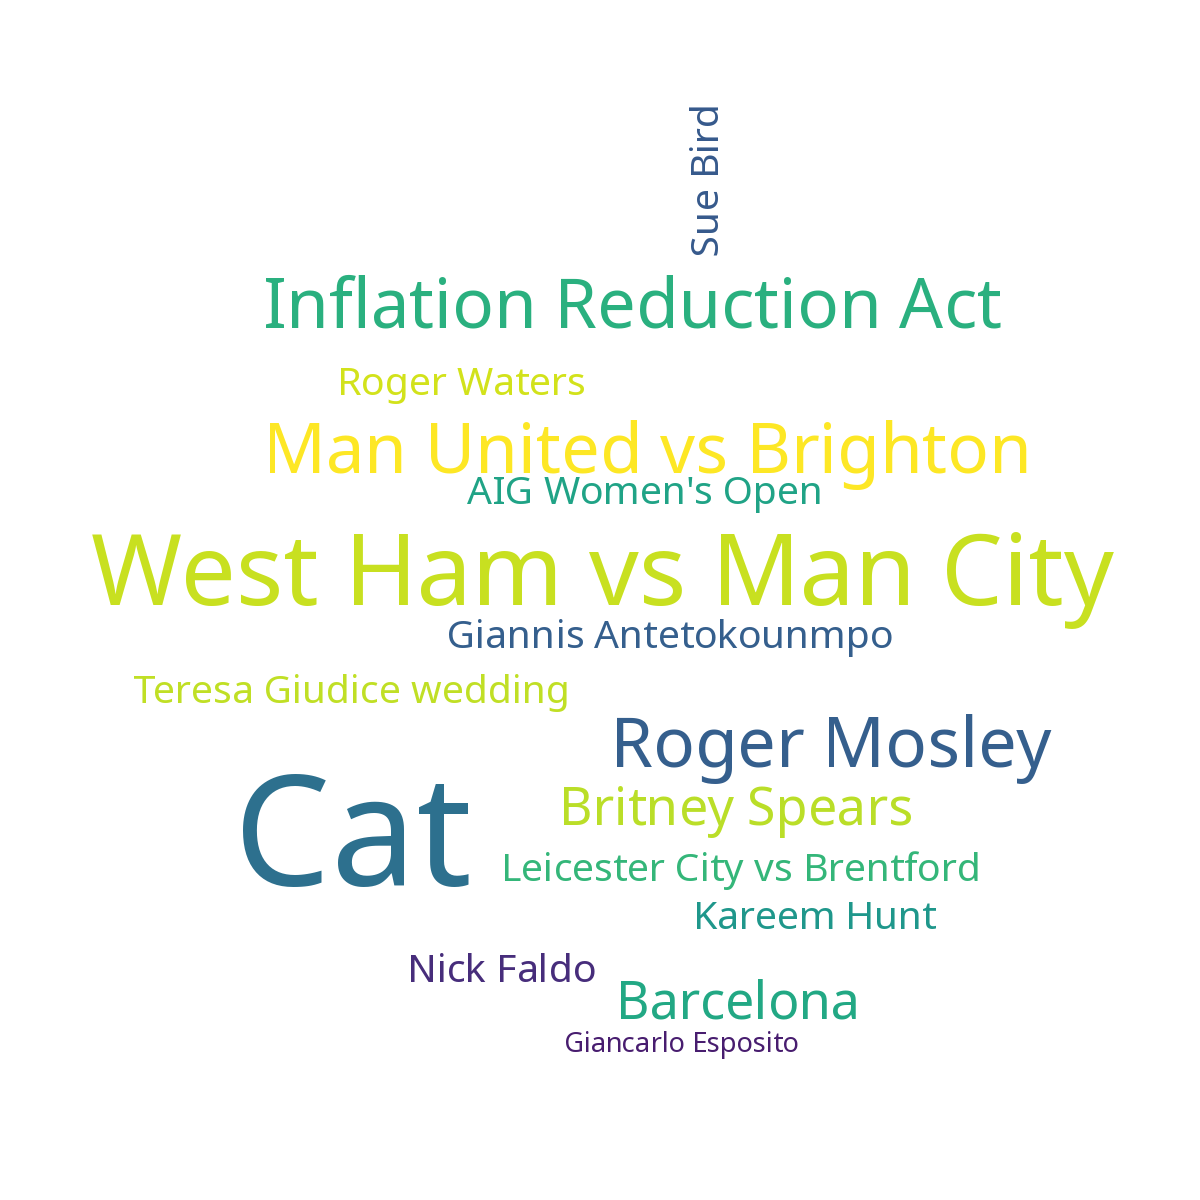 Sue Bird
Inflation Reduction Act
Roger Waters
Man United vs Brighton
AIG Women's Open
West Ham vs Man City
Giannis Antetokounmpo
Teresa Giudice wedding
Roger Mosley
Cat
Britney Spears
Leicester City vs Brentford
Kareem Hunt
Nick Faldo
Barcelona
Giancarlo Esposito